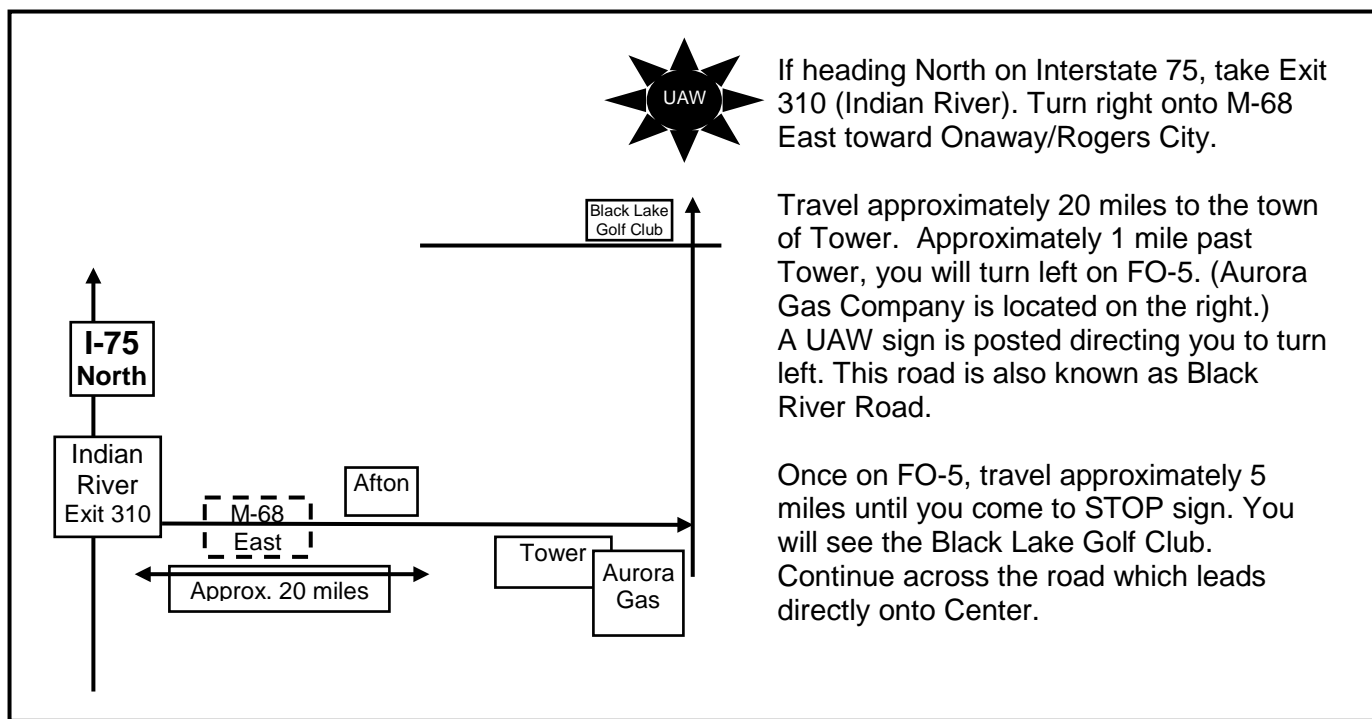 UAW
Black Lake
Golf Club
I-75
North
Indian
River
Exit 310
M-68
East
Afton
Approx. 20 miles
Tower
Aurora
Gas
If heading North on Interstate 75, take Exit
310 (Indian River). Turn right onto M-68
East toward Onaway/Rogers City.
Travel approximately 20 miles to the town
of Tower.  Approximately 1 mile past
Tower, you will turn left on FO-5. (Aurora
Gas Company is located on the right.)
A UAW sign is posted directing you to turn
left. This road is also known as Black
River Road.
Once on FO-5, travel approximately 5
miles until you come to STOP sign. You
will see the Black Lake Golf Club.
Continue across the road which leads
directly onto Center.